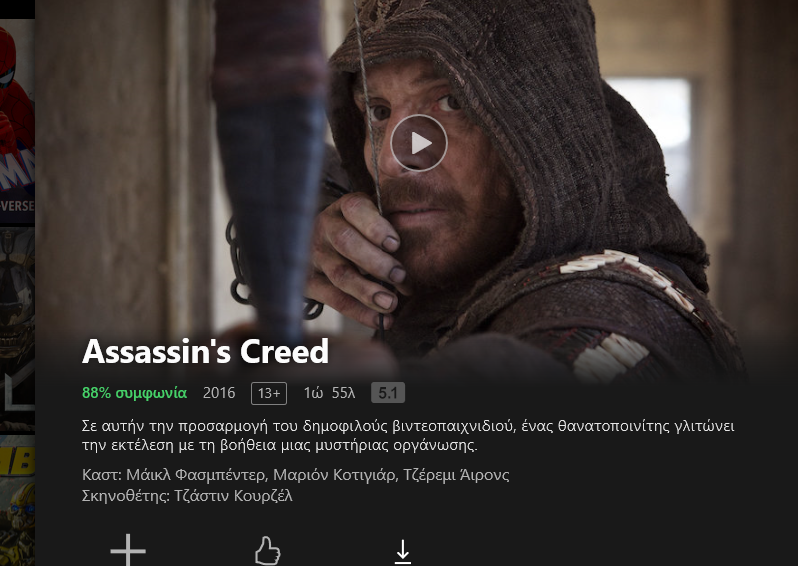 -VERSE
Assassin's Creed
88% συμφωνία 2016 13+ 1ώ 55λ 5.1
Σε αυτήν την προσαρμογή του δημοφιλούς βιντεοπαιχνιδιού, ένας θανατοποινίτης γλιτώνει
την εκτέλεση με τη βοήθεια μιας μυστήριας οργάνωσης.
Καστ: Μάικλ Φασμπέντερ, Μαριόν Κοτιγιάρ, Τζέρεμι Άιρονς
Σκηνοθέτης: Τζάστιν Κουρζέλ